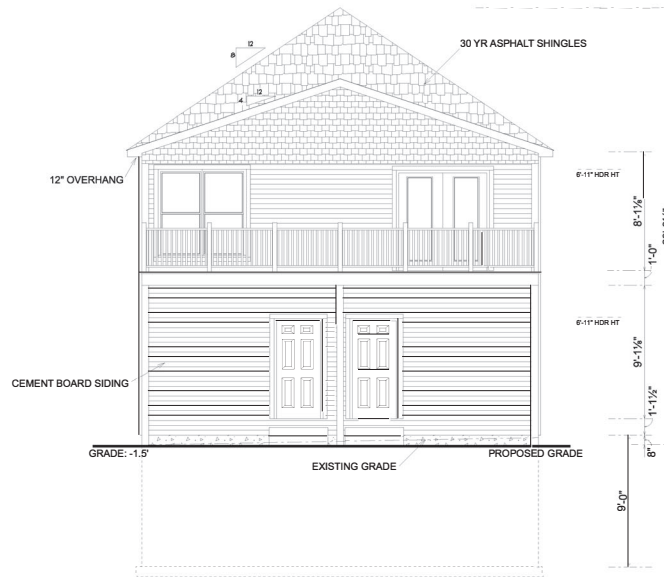 12
8
30 YR ASPHALT SHINGLES
12
4
12" OVERHANG
6'-11" HDR HT
8'-1⅛"
1'-0"
6'-11" HDR HT
9'-1⅛"
CEMENT BOARD SIDING
1'-1½"
GRADE: -1.5'
EXISTING GRADE
PROPOSED GRADE
8"
9'-0"